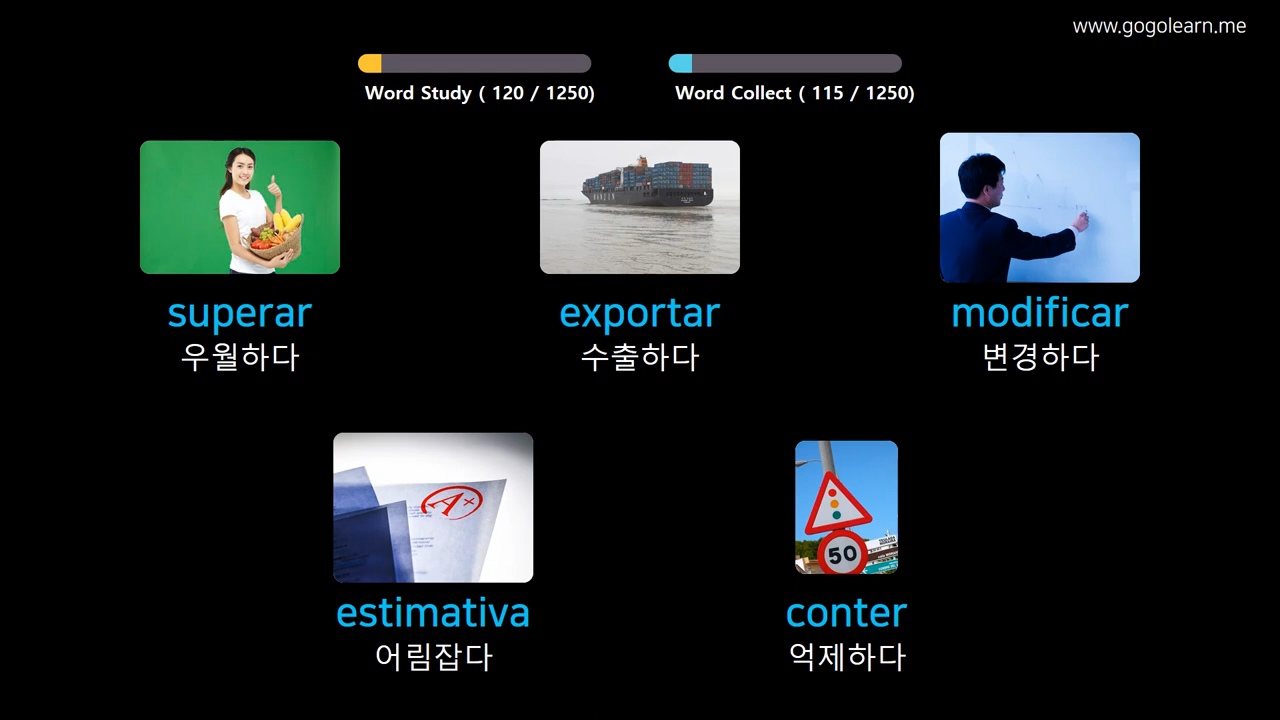 www.gogolearn.me
Word Study ( 120 / 1250)
Word Collect ( 115 / 1250)
superar
우월하다
exportar
수출하다
modificar
변경하다
A+
50
estimativa
어림잡다
conter
억제하다